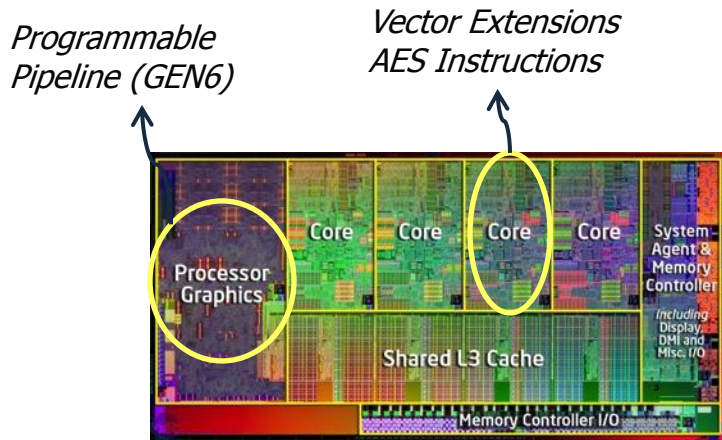 Programmable
Pipeline (GEN6)
Vector Extensions
AES Instructions
Processor
Graphics
Core
Core
Core
Core
System
Agent &
Memory
Controller
including
Display,
DMI and
Misc. I/O
Shared L3 Cache
Memory Controller I/O